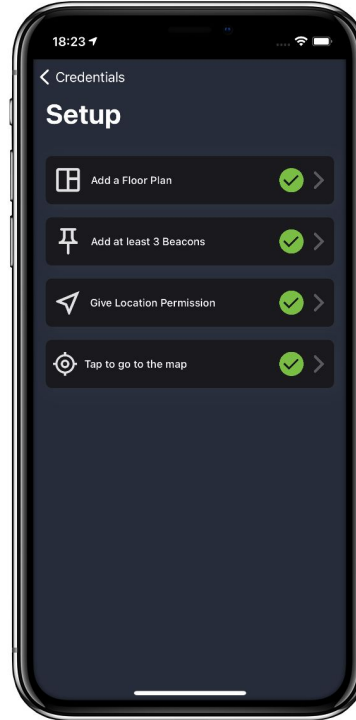 18:23
Credentials
Setup
Add a Floor Plan
Add at least 3 Beacons
Give Location Permission
Tap to go to the map